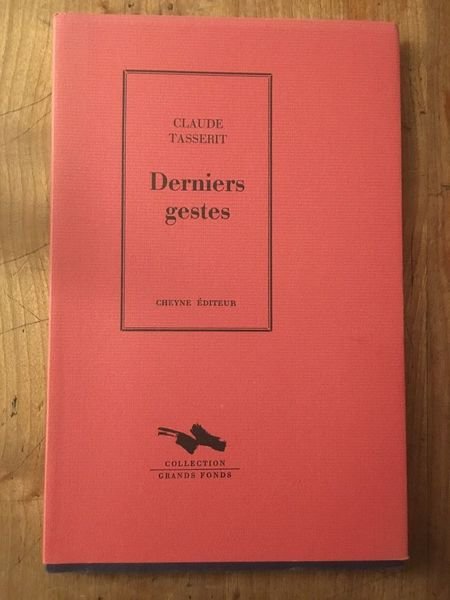 CLAUDE
TASSERIT
Derniers
gestes
CHEYNE ÉDITEUR
COLLECTION
GRANDS FONDS